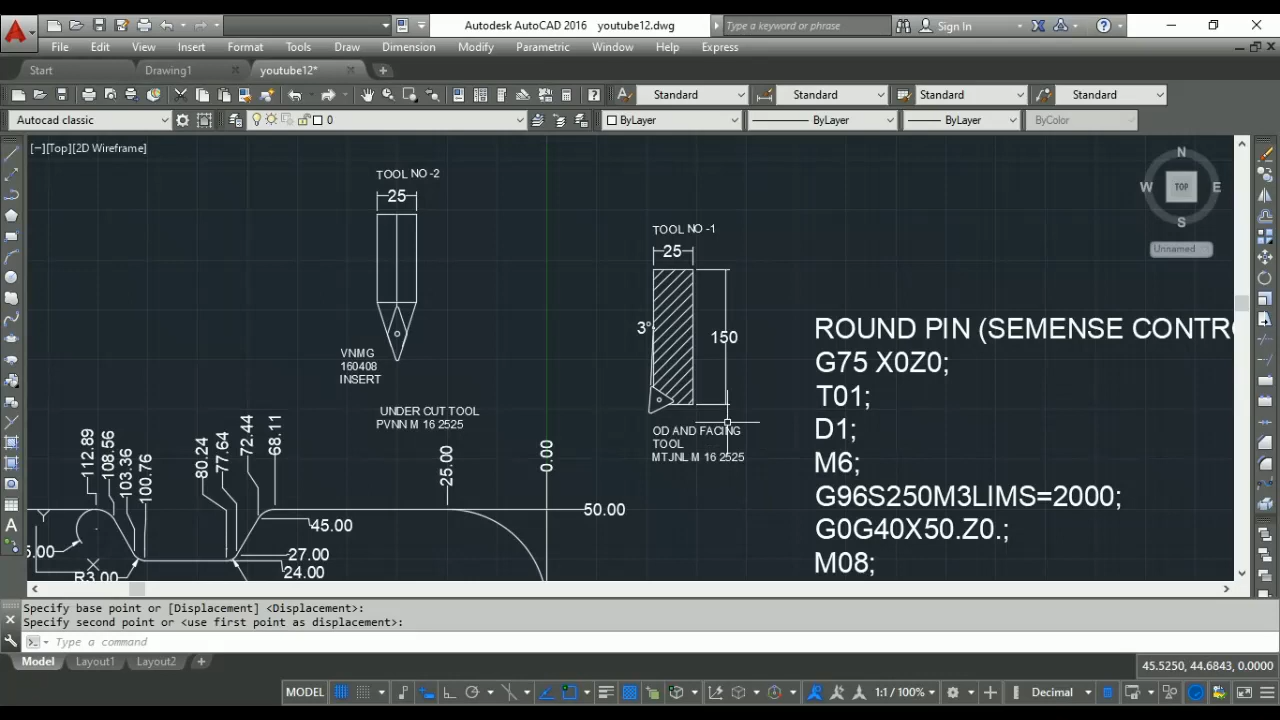 Autodesk AutoCAD 2016 youtube12.dwg
Type a keyword or phrase
Sign In
File Edit View Insert Format Tools Draw Dimension Modify Parametric Window Help Express
Start Drawing1 youtube12*
Standard Standard Standard Standard
Autocad classic 0 ByLayer ByLayer ByLayer ByColor
[−][Top][2D Wireframe]
N
W TOP E
S
Unnamed
TOOL NO -2
25
VNMG
160408
INSERT
UNDER CUT TOOL
PVNN M 16 2525
TOOL NO -1
25
3°
150
OD AND FACING
TOOL
MTJNL M 16 2525
ROUND PIN (SEMENSE CONTRO
G75 X0Z0;
T01;
D1;
M6;
G96S250M3LIMS=2000;
G0G40X50.Z0.;
M08;
112.89
108.56
103.36
100.76
80.24
77.64
72.44
68.11
25.00
0.00
50.00
45.00
27.00
24.00
5.00
R3.00
Y
X
Specify base point or [Displacement] <Displacement>:
Specify second point or <use first point as displacement>:
Type a command
Model Layout1 Layout2
45.5250, 44.6843, 0.0000
MODEL 1:1 / 100% Decimal